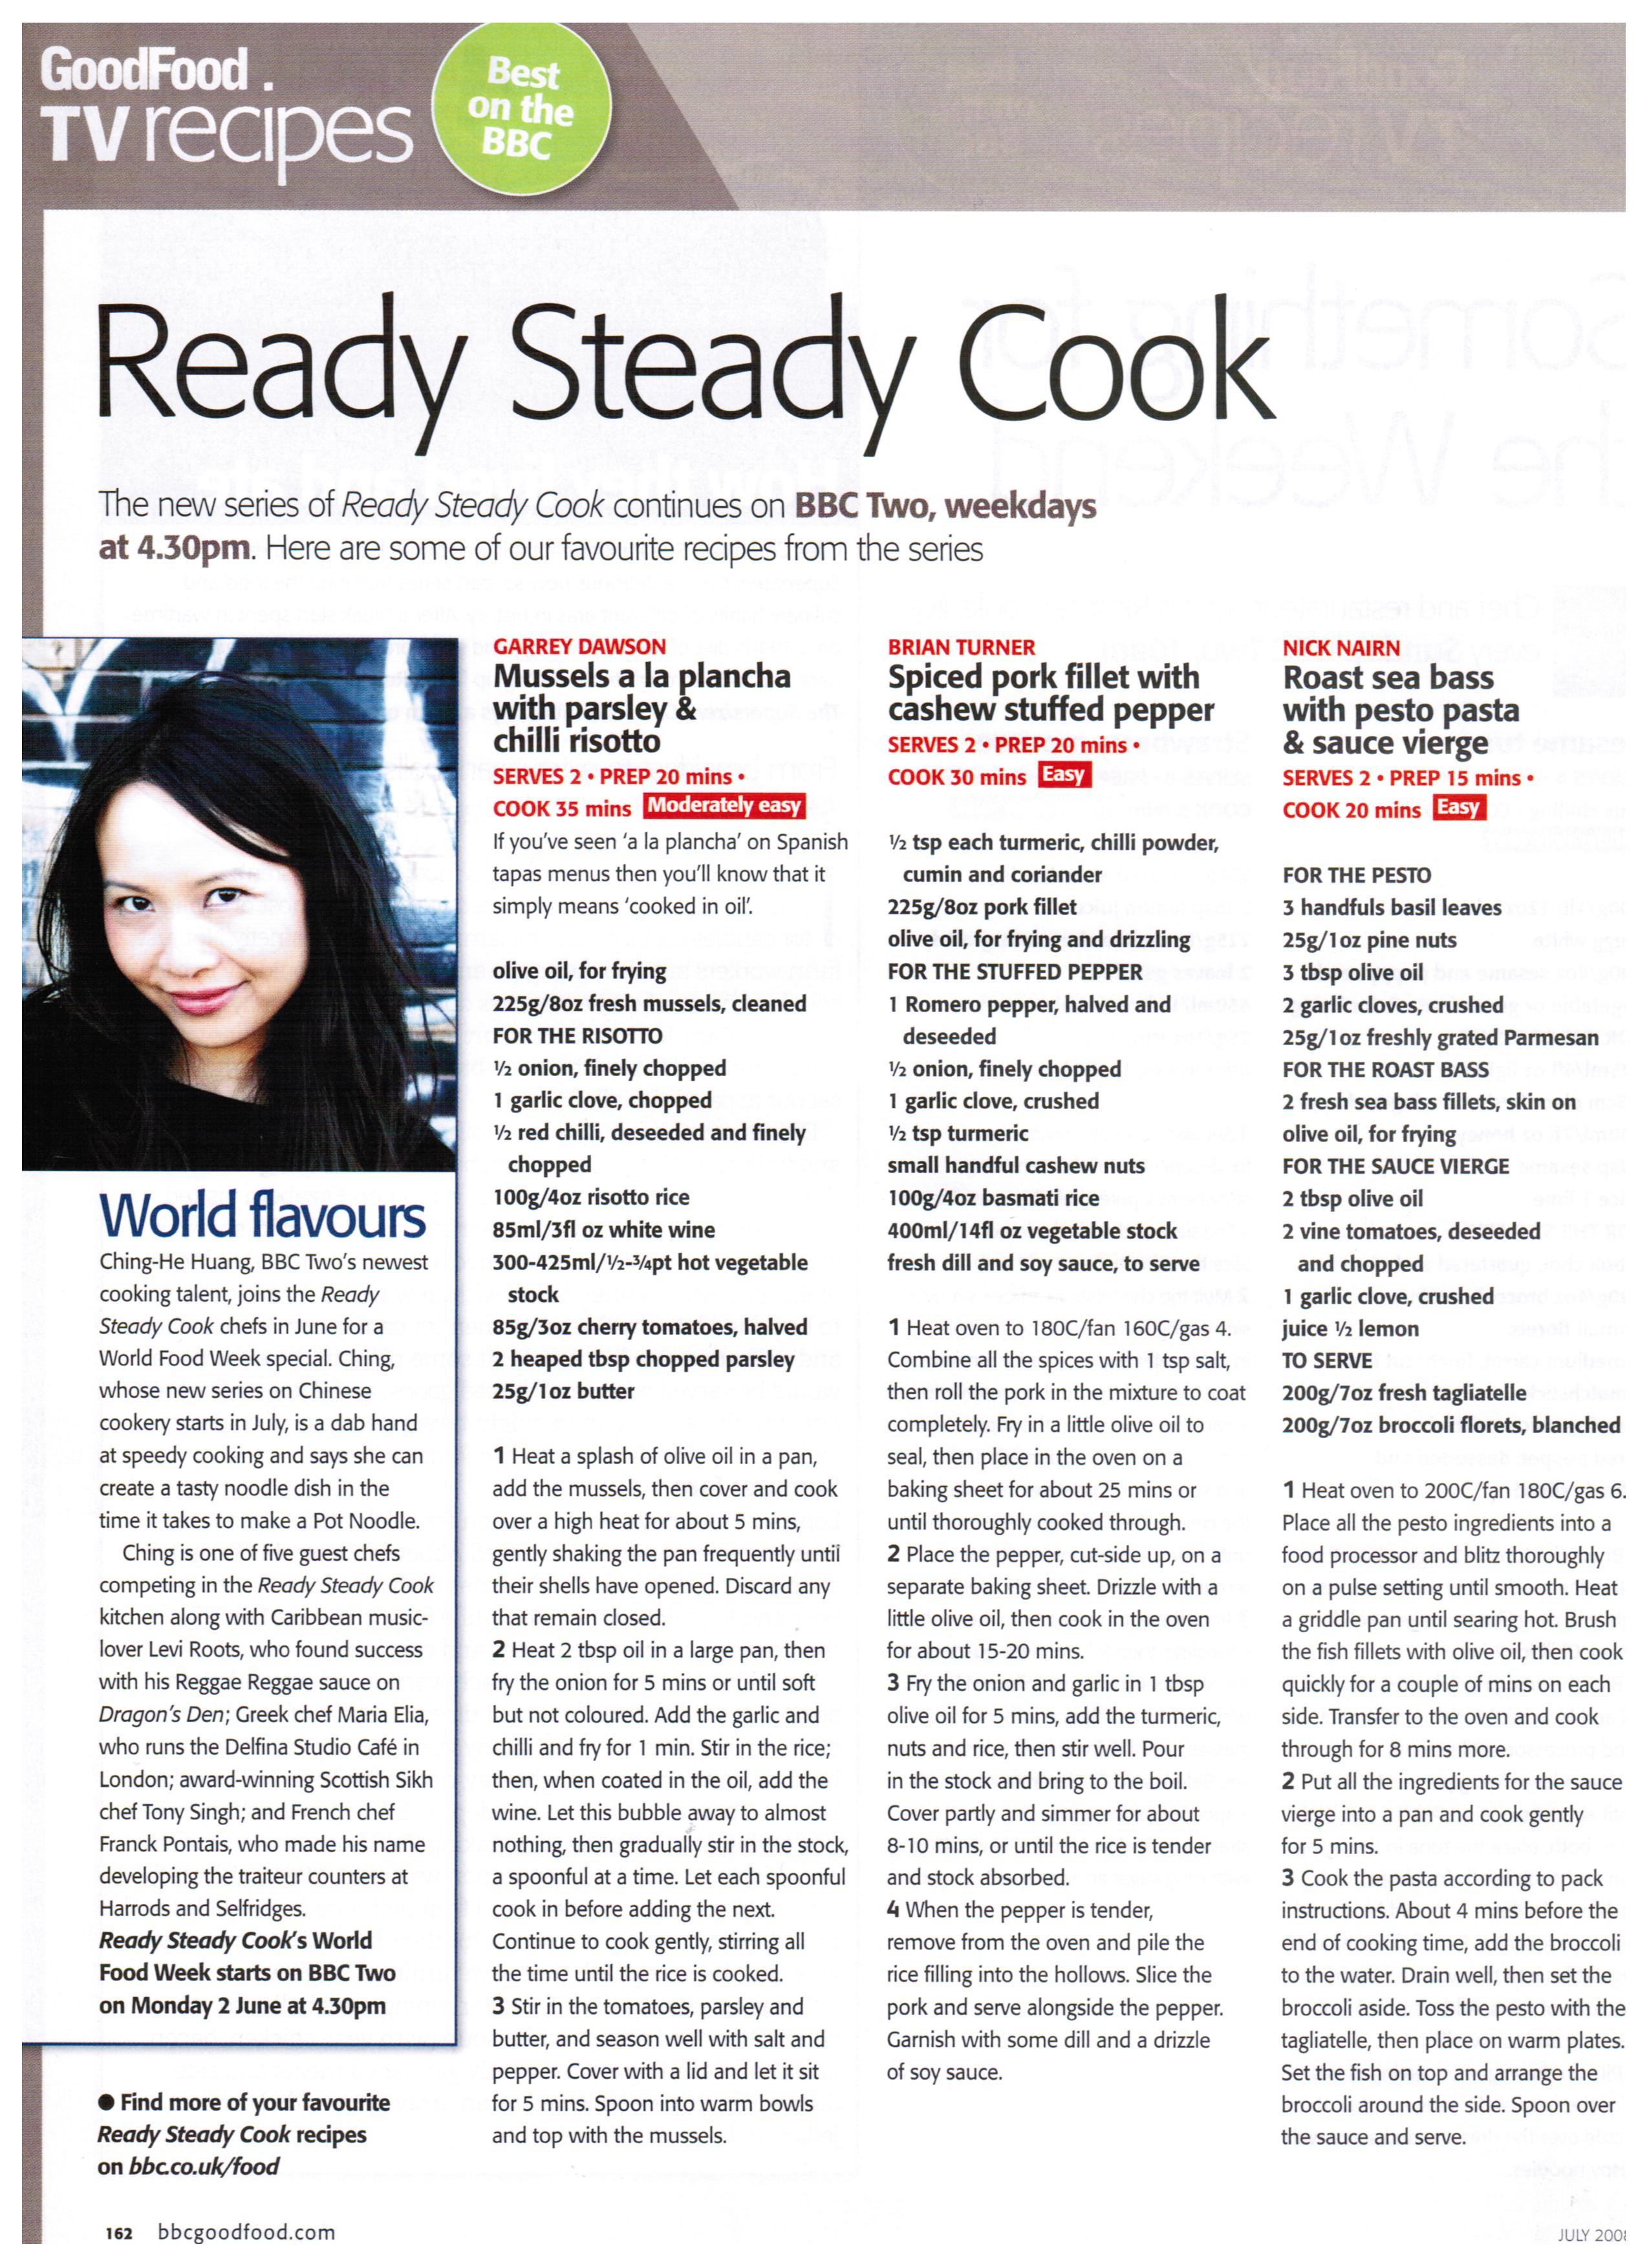 GoodFood.
TV recipes
Best
on the
BBC
Ready Steady Cook
The new series of Ready Steady Cook continues on BBC Two, weekdays
at 4.30pm. Here are some of our favourite recipes from the series
World flavours
Ching-He Huang, BBC Two's newest
cooking talent, joins the Ready
Steady Cook chefs in June for a
World Food Week special. Ching,
whose new series on Chinese
cookery starts in July, is a dab hand
at speedy cooking and says she can
create a tasty noodle dish in the
time it takes to make a Pot Noodle.
Ching is one of five guest chefs
competing in the Ready Steady Cook
kitchen along with Caribbean music-
lover Levi Roots, who found success
with his Reggae Reggae sauce on
Dragon's Den; Greek chef Maria Elia,
who runs the Delfina Studio Café in
London; award-winning Scottish Sikh
chef Tony Singh; and French chef
Franck Pontais, who made his name
developing the traiteur counters at
Harrods and Selfridges.
Ready Steady Cook's World
Food Week starts on BBC Two
on Monday 2 June at 4.30pm
● Find more of your favourite
Ready Steady Cook recipes
on bbc.co.uk/food
GARREY DAWSON
Mussels a la plancha
with parsley &
chilli risotto
SERVES 2 • PREP 20 mins •
COOK 35 mins Moderately easy
If you've seen 'a la plancha' on Spanish
tapas menus then you'll know that it
simply means 'cooked in oil'.
olive oil, for frying
225g/8oz fresh mussels, cleaned
FOR THE RISOTTO
½ onion, finely chopped
1 garlic clove, chopped
½ red chilli, deseeded and finely
chopped
100g/4oz risotto rice
85ml/3fl oz white wine
300-425ml/½-¾pt hot vegetable
stock
85g/3oz cherry tomatoes, halved
2 heaped tbsp chopped parsley
25g/1oz butter
1 Heat a splash of olive oil in a pan,
add the mussels, then cover and cook
over a high heat for about 5 mins,
gently shaking the pan frequently until
their shells have opened. Discard any
that remain closed.
2 Heat 2 tbsp oil in a large pan, then
fry the onion for 5 mins or until soft
but not coloured. Add the garlic and
chilli and fry for 1 min. Stir in the rice;
then, when coated in the oil, add the
wine. Let this bubble away to almost
nothing, then gradually stir in the stock,
a spoonful at a time. Let each spoonful
cook in before adding the next.
Continue to cook gently, stirring all
the time until the rice is cooked.
3 Stir in the tomatoes, parsley and
butter, and season well with salt and
pepper. Cover with a lid and let it sit
for 5 mins. Spoon into warm bowls
and top with the mussels.
BRIAN TURNER
Spiced pork fillet with
cashew stuffed pepper
SERVES 2 • PREP 20 mins •
COOK 30 mins Easy
½ tsp each turmeric, chilli powder,
cumin and coriander
225g/8oz pork fillet
olive oil, for frying and drizzling
FOR THE STUFFED PEPPER
1 Romero pepper, halved and
deseeded
½ onion, finely chopped
1 garlic clove, crushed
½ tsp turmeric
small handful cashew nuts
100g/4oz basmati rice
400ml/14fl oz vegetable stock
fresh dill and soy sauce, to serve
1 Heat oven to 180C/fan 160C/gas 4.
Combine all the spices with 1 tsp salt,
then roll the pork in the mixture to coat
completely. Fry in a little olive oil to
seal, then place in the oven on a
baking sheet for about 25 mins or
until thoroughly cooked through.
2 Place the pepper, cut-side up, on a
separate baking sheet. Drizzle with a
little olive oil, then cook in the oven
for about 15-20 mins.
3 Fry the onion and garlic in 1 tbsp
olive oil for 5 mins, add the turmeric,
nuts and rice, then stir well. Pour
in the stock and bring to the boil.
Cover partly and simmer for about
8-10 mins, or until the rice is tender
and stock absorbed.
4 When the pepper is tender,
remove from the oven and pile the
rice filling into the hollows. Slice the
pork and serve alongside the pepper.
Garnish with some dill and a drizzle
of soy sauce.
NICK NAIRN
Roast sea bass
with pesto pasta
& sauce vierge
SERVES 2 • PREP 15 mins •
COOK 20 mins Easy
FOR THE PESTO
3 handfuls basil leaves
25g/1oz pine nuts
3 tbsp olive oil
2 garlic cloves, crushed
25g/1oz freshly grated Parmesan
FOR THE ROAST BASS
2 fresh sea bass fillets, skin on
olive oil, for frying
FOR THE SAUCE VIERGE
2 tbsp olive oil
2 vine tomatoes, deseeded
and chopped
1 garlic clove, crushed
juice ½ lemon
TO SERVE
200g/7oz fresh tagliatelle
200g/7oz broccoli florets, blanched
1 Heat oven to 200C/fan 180C/gas 6.
Place all the pesto ingredients into a
food processor and blitz thoroughly
on a pulse setting until smooth. Heat
a griddle pan until searing hot. Brush
the fish fillets with olive oil, then cook
quickly for a couple of mins on each
side. Transfer to the oven and cook
through for 8 mins more.
2 Put all the ingredients for the sauce
vierge into a pan and cook gently
for 5 mins.
3 Cook the pasta according to pack
instructions. About 4 mins before the
end of cooking time, add the broccoli
to the water. Drain well, then set the
broccoli aside. Toss the pesto with the
tagliatelle, then place on warm plates.
Set the fish on top and arrange the
broccoli around the side. Spoon over
the sauce and serve.
162 bbcgoodfood.com
JULY 2008